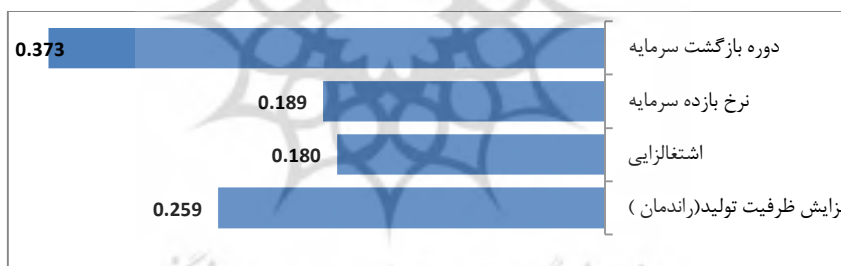 دوره بازگشت سرمایه
0.373
نرخ بازده سرمایه
0.189
اشتغالزایی
0.180
زایش ظرفیت تولید(راندمان )
0.259